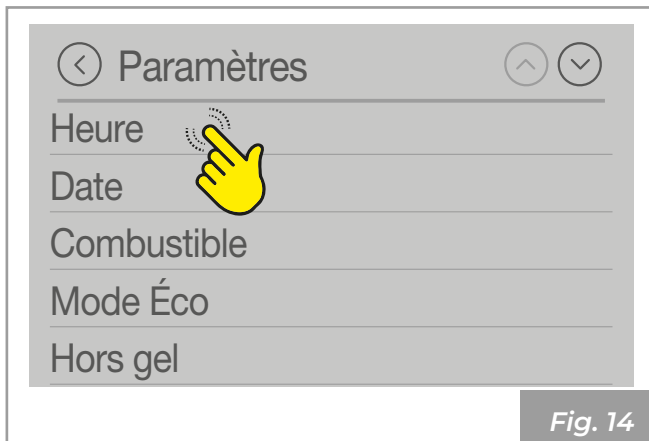 Paramètres
Heure
Date
Combustible
Mode Éco
Hors gel
Fig. 14